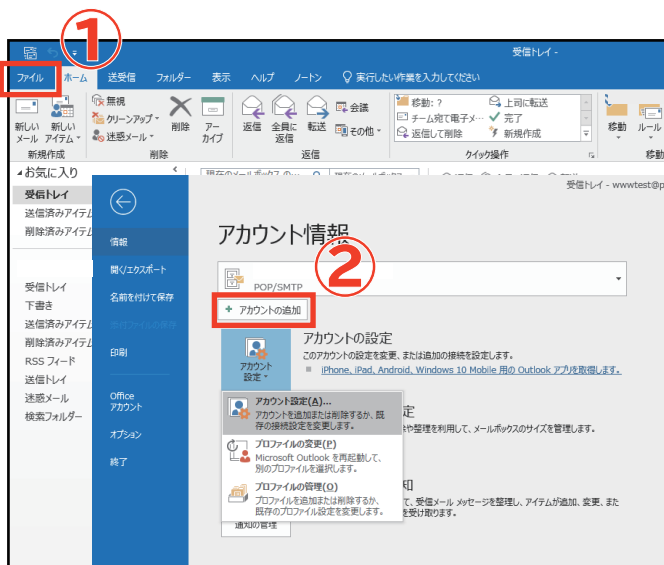 ①
受信トレイ -
ファイル ホーム 送受信 フォルダー 表示 ヘルプ ノートン 実行したい作業を入力してください
新しい メール
新しい アイテム
無視
クリーンアップ
迷惑メール
削除
アーカイブ
返信
全員に返信
転送
会議
その他
移動: ?
チーム宛て電子メ…
返信して削除
上司に転送
完了
新規作成
移動
ルール
新規作成 削除 返信 クイック操作 移動
お気に入り
受信トレイ
送信済みアイテム
削除済みアイテム
受信トレイ
下書き
送信済みアイテム
削除済みアイテム
RSS フィード
送信トレイ
迷惑メール
検索フォルダー
受信トレイ - wwwtest@p
情報
開く/エクスポート
名前を付けて保存
添付ファイルの保存
印刷
Office
アカウント
オプション
終了
アカウント情報
②
POP/SMTP
+ アカウントの追加
アカウント
設定
アカウントの設定
このアカウントの設定を変更、または追加の接続を設定します。
iPhone、iPad、Android、Windows 10 Mobile 用の Outlook アプリを取得します。
アカウント設定(A)...
アカウントを追加または削除するか、既
存の接続設定を変更します。
プロファイルの変更(P)
Microsoft Outlook を再起動して、
別のプロファイルを選択します。
プロファイルの管理(O)
プロファイルを追加または削除するか、
既存のプロファイル設定を変更します。
定
や整理を利用して、メールボックスのサイズを管理します。
知
て、受信メール メッセージを整理し、アイテムが追加、変更、また
を受け取ります。
通知の管理